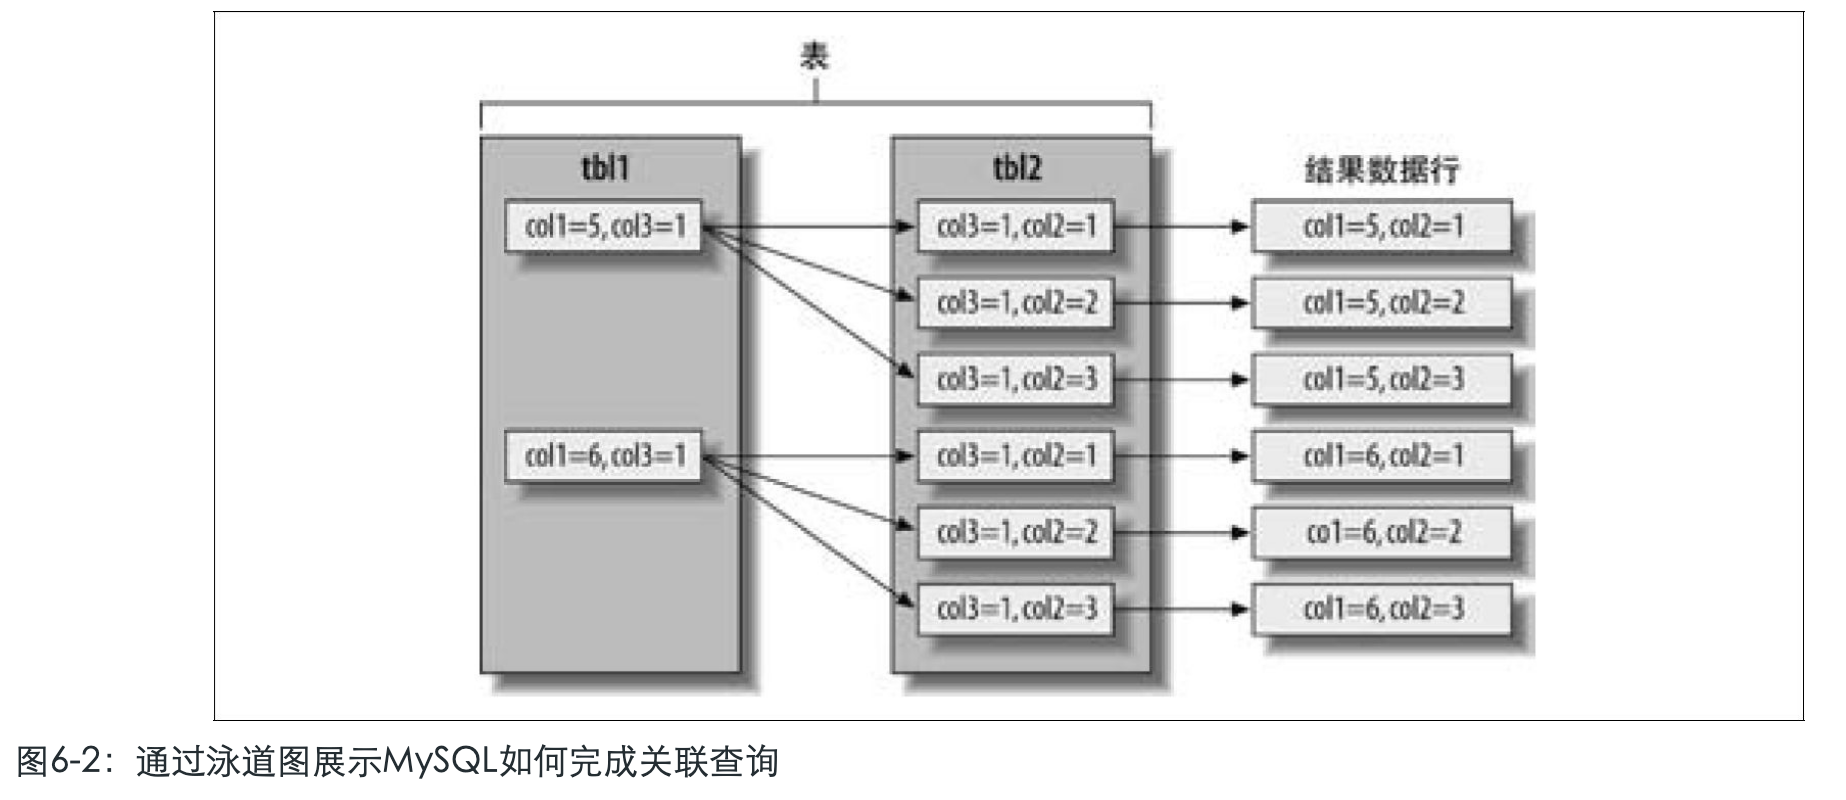 表
tbl1
tbl2
结果数据行
col1=5, col3=1
col3=1, col2=1
col1=5, col2=1
col3=1, col2=2
col1=5, col2=2
col3=1, col2=3
col1=5, col2=3
col1=6, col3=1
col3=1, col2=1
col1=6, col2=1
col3=1, col2=2
co1=6, col2=2
col3=1, col2=3
col1=6, col2=3
图6-2：通过泳道图展示MySQL如何完成关联查询